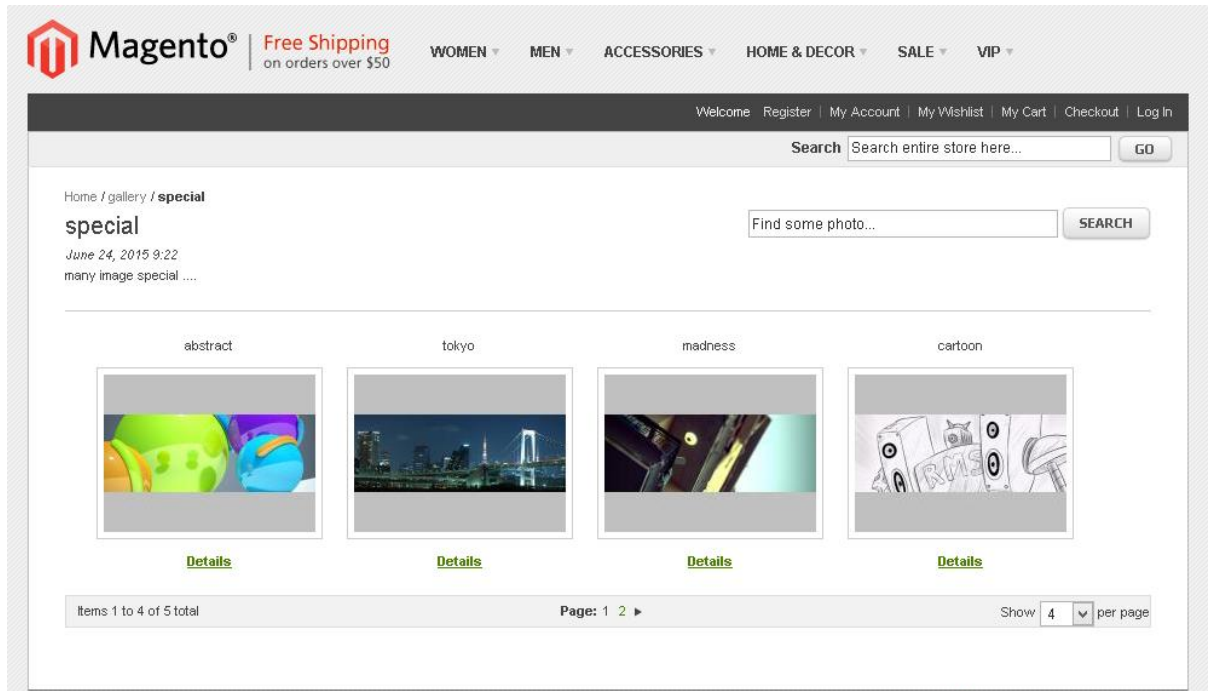 Magento®
Free Shipping
on orders over $50
WOMEN MEN ACCESSORIES HOME & DECOR SALE VIP
Welcome Register | My Account | My Wishlist | My Cart | Checkout | Log In
Search Search entire store here... GO
Home / gallery / special
special
Find some photo... SEARCH
June 24, 2015 9:22
many image special ....
abstract tokyo madness cartoon
RMS
Details Details Details Details
Items 1 to 4 of 5 total Page: 1 2 Show 4 per page